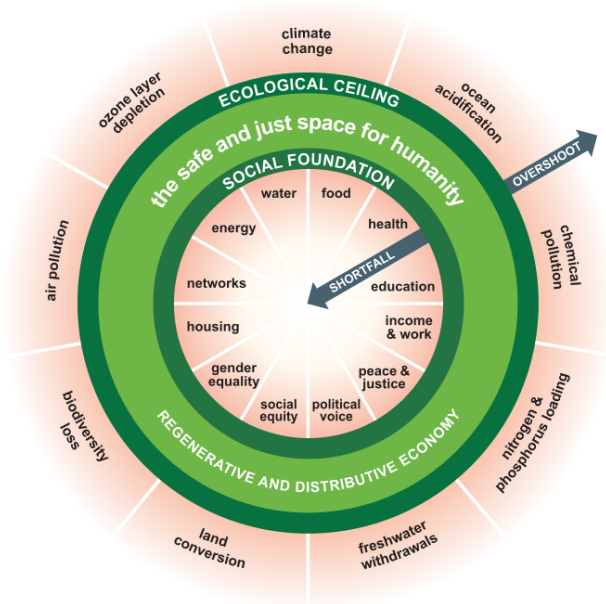 climate
change
ocean
acidification
chemical
pollution
nitrogen &
phosphorus loading
freshwater
withdrawals
land
conversion
biodiversity
loss
air pollution
ozone layer
depletion
ECOLOGICAL CEILING
OVERSHOOT
the safe and just space for humanity
SOCIAL FOUNDATION
water
food
health
SHORTFALL
education
income
& work
peace &
justice
political
voice
social
equity
gender
equality
housing
networks
energy
REGENERATIVE AND DISTRIBUTIVE ECONOMY